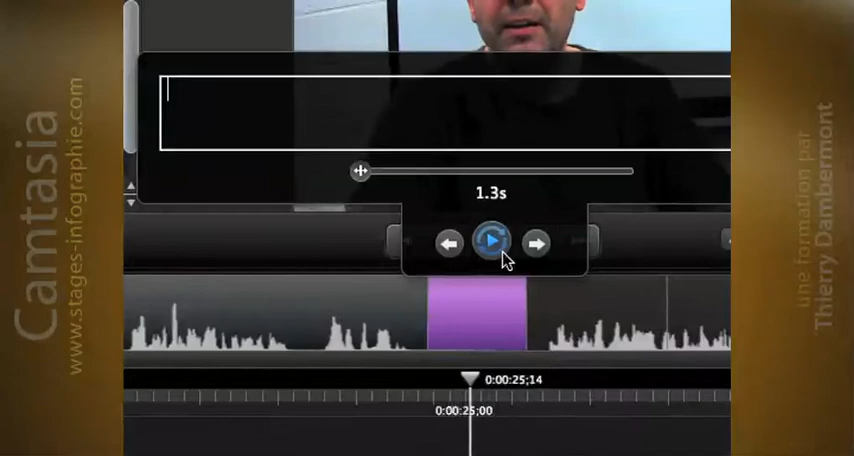 Camtasia
www.stages-infographie.com
1.3s
0:00:25;14
0:00:25;00
une formation par
Thierry Dambermont